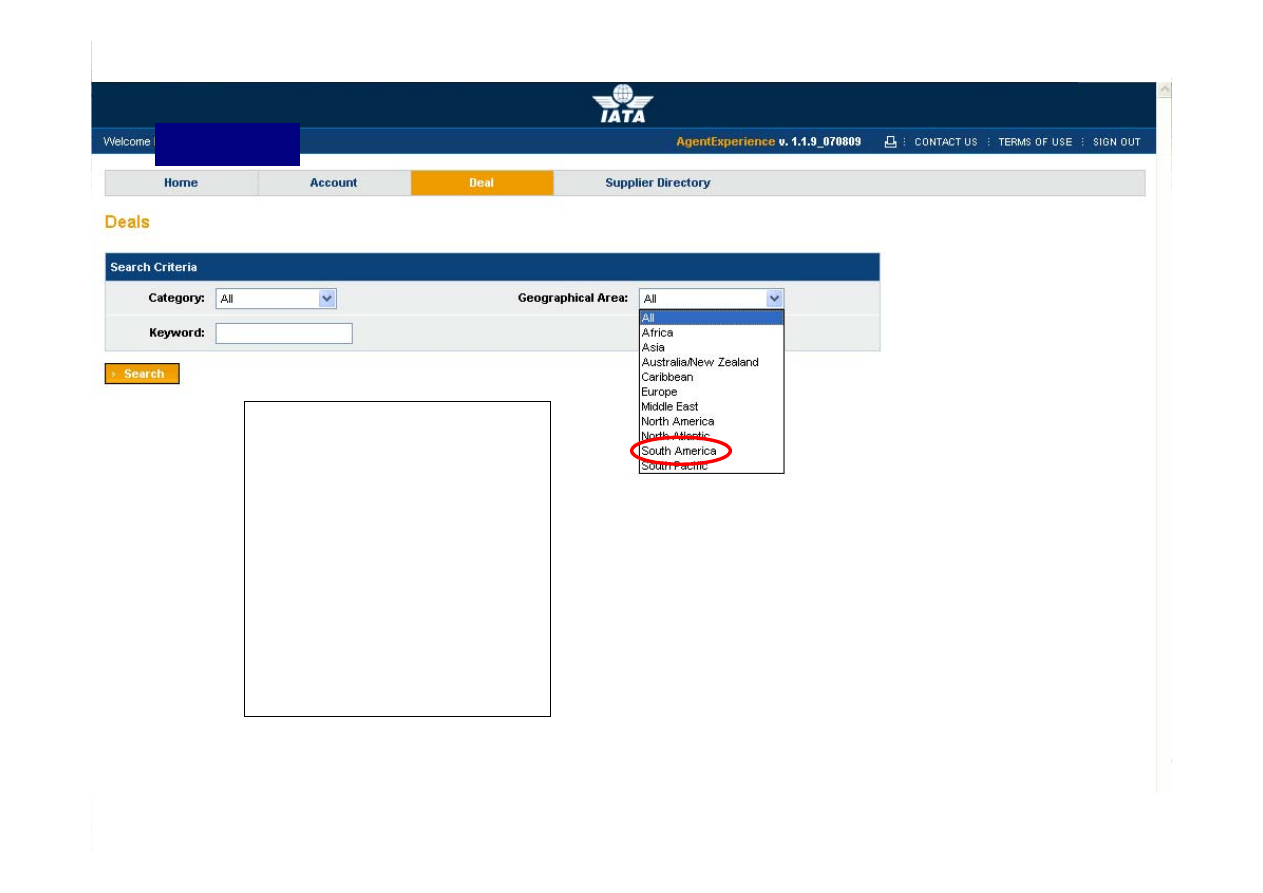 IATA
Welcome
AgentExperience v. 1.1.9_070809 CONTACT US TERMS OF USE SIGN OUT
Home Account Deal Supplier Directory
Deals
Search Criteria
Category: All Geographical Area: All
Keyword:
All
Africa
Asia
Australia/New Zealand
Caribbean
Europe
Middle East
North America
North Atlantic
South America
South Pacific
Search